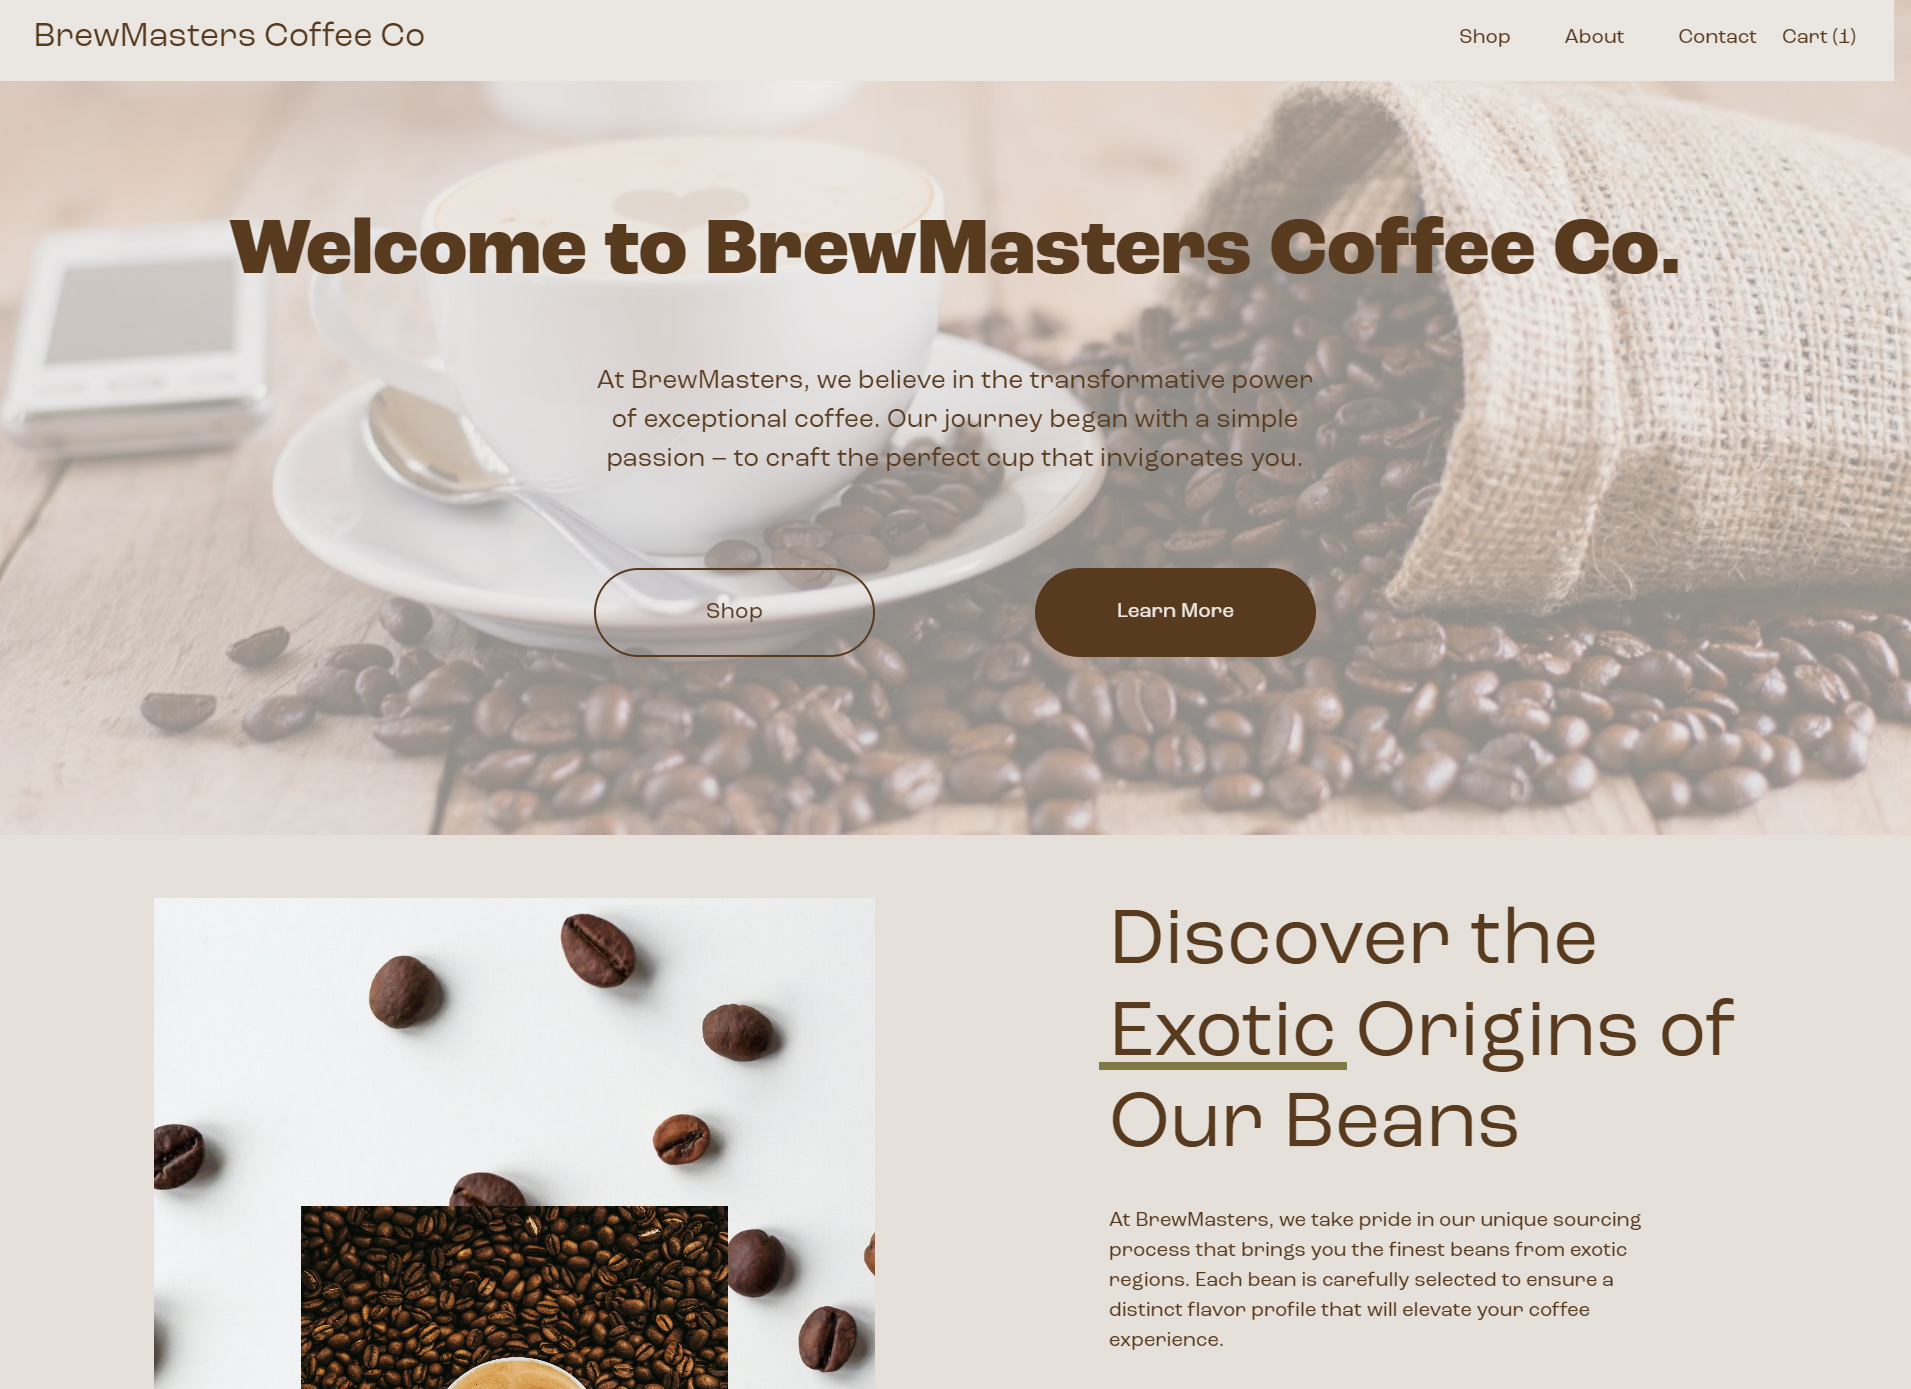 BrewMasters Coffee Co
Shop About Contact Cart (1)
Welcome to BrewMasters Coffee Co.
At BrewMasters, we believe in the transformative power
of exceptional coffee. Our journey began with a simple
passion – to craft the perfect cup that invigorates you.
Shop
Learn More
Discover the
Exotic Origins of
Our Beans
At BrewMasters, we take pride in our unique sourcing
process that brings you the finest beans from exotic
regions. Each bean is carefully selected to ensure a
distinct flavor profile that will elevate your coffee
experience.